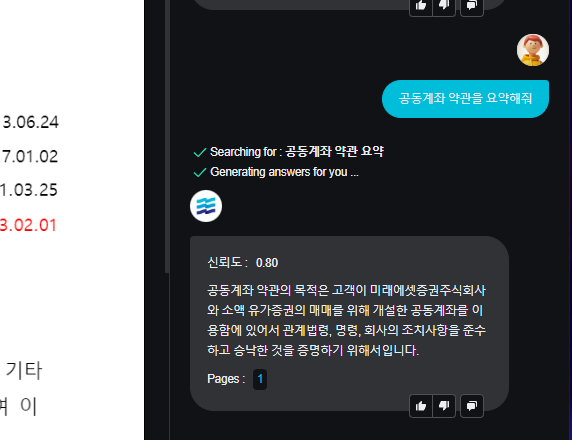 3.06.24
7.01.02
1.03.25
3.02.01
기타
이
공동계좌 약관을 요약해줘
Searching for : 공동계좌 약관 요약
Generating answers for you ...
신뢰도 : 0.80
공동계좌 약관의 목적은 고객이 미래에셋증권주식회사
와 소액 유가증권의 매매를 위해 개설한 공동계좌를 이
용함에 있어서 관계법령, 명령, 회사의 조치사항을 준수
하고 승낙한 것을 증명하기 위해서입니다.
Pages : 1